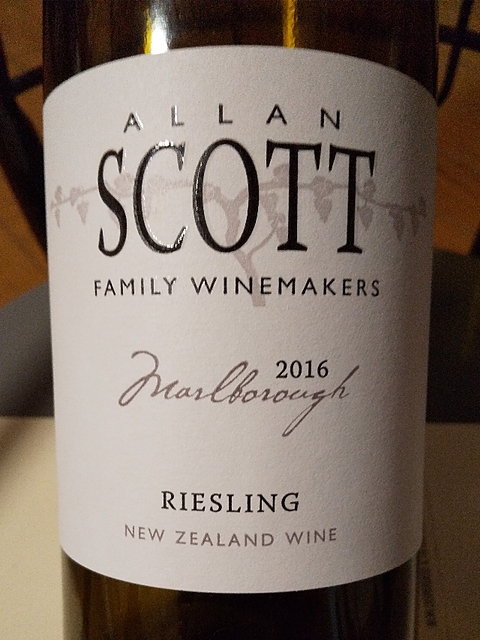 ALLAN
SCOTT
FAMILY WINEMAKERS
2016
Marlborough
RIESLING
NEW ZEALAND WINE